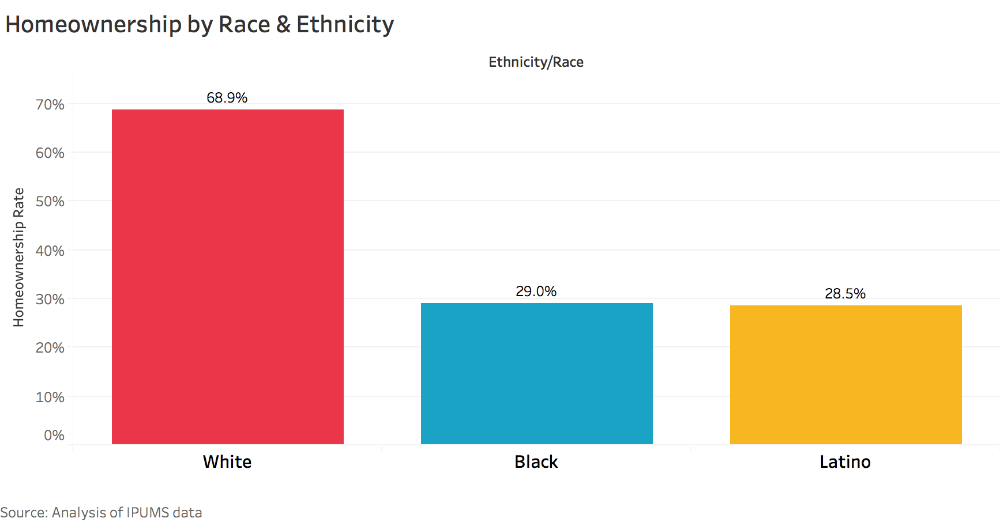 Homeownership by Race & Ethnicity
Ethnicity/Race
Homeownership Rate
70%
60%
50%
40%
30%
20%
10%
0%
68.9%
29.0%
28.5%
White
Black
Latino
Source: Analysis of IPUMS data